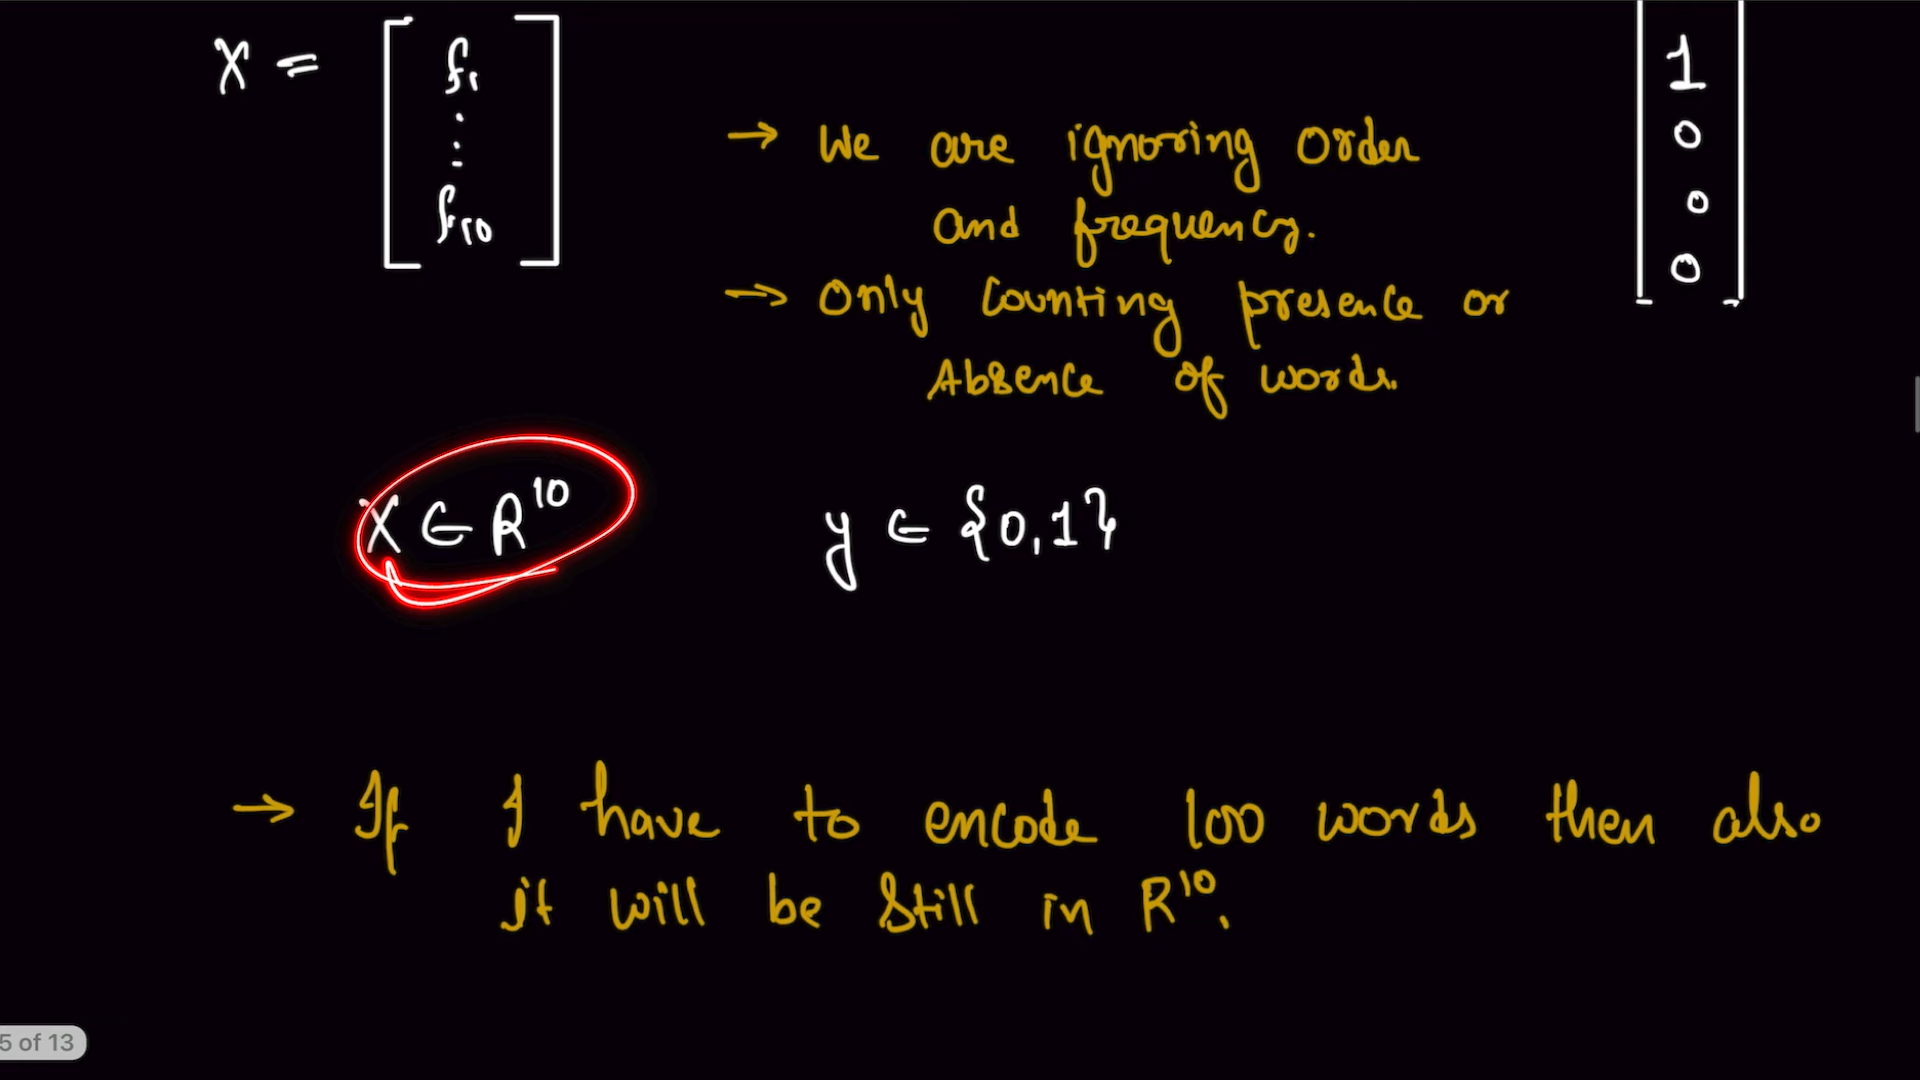 X = [ f₁
⋮
f₁₀ ]
1
0
0
0
→ We are ignoring order
and frequency.
→ Only counting presence or
Absence of words.
X ∈ R¹⁰
y ∈ {0,1}
→ If I have to encode 100 words then also
it will be still in R¹⁰.
5 of 13